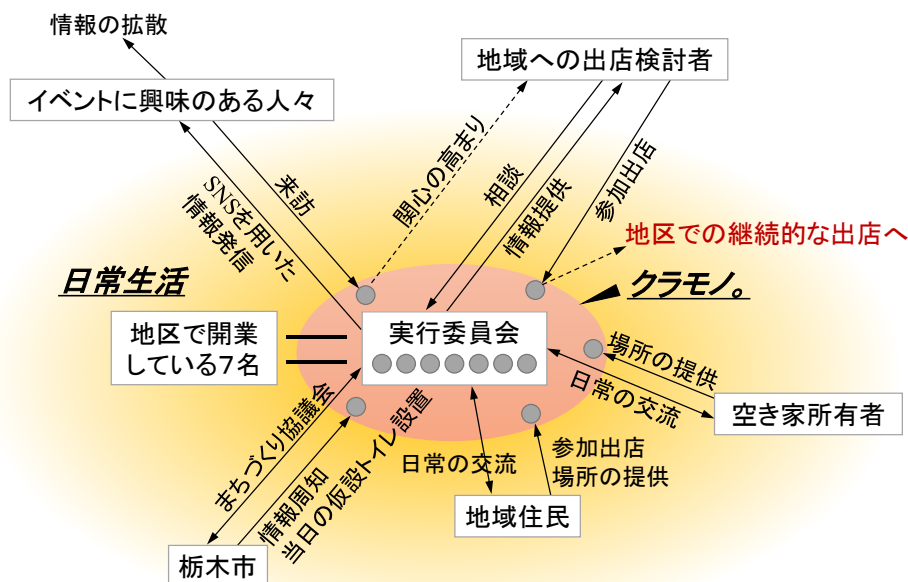 情報の拡散
イベントに興味のある人々
地域への出店検討者
来訪
SNSを用いた
情報発信
関心の高まり
相談
情報提供
参加出店
地区での継続的な出店へ
日常生活
クラモノ。
地区で開業
している7名
実行委員会
場所の提供
日常の交流
空き家所有者
まちづくり協議会
情報周知
当日の仮設トイレ設置
日常の交流
参加出店
場所の提供
地域住民
栃木市